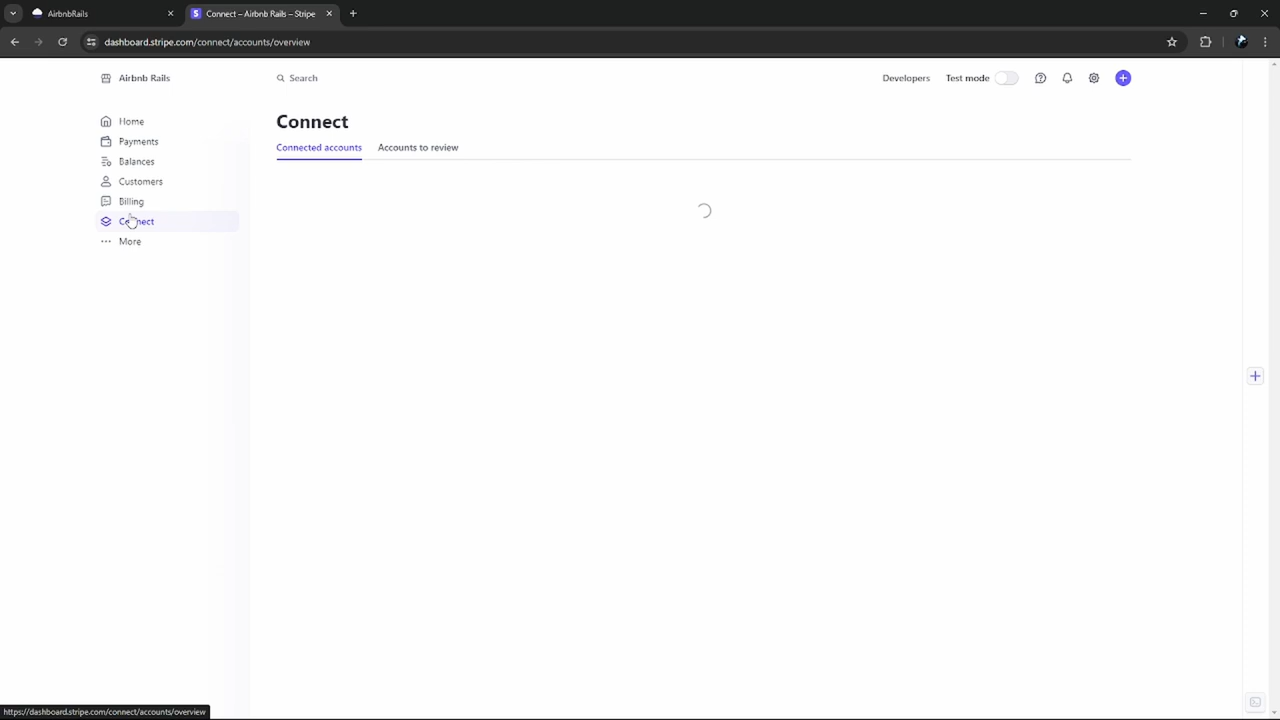 AirbnbRails
Connect – Airbnb Rails – Stripe
dashboard.stripe.com/connect/accounts/overview
Airbnb Rails
Search
Developers
Test mode
Home
Payments
Balances
Customers
Billing
Connect
More
Connect
Connected accounts
Accounts to review
https://dashboard.stripe.com/connect/accounts/overview